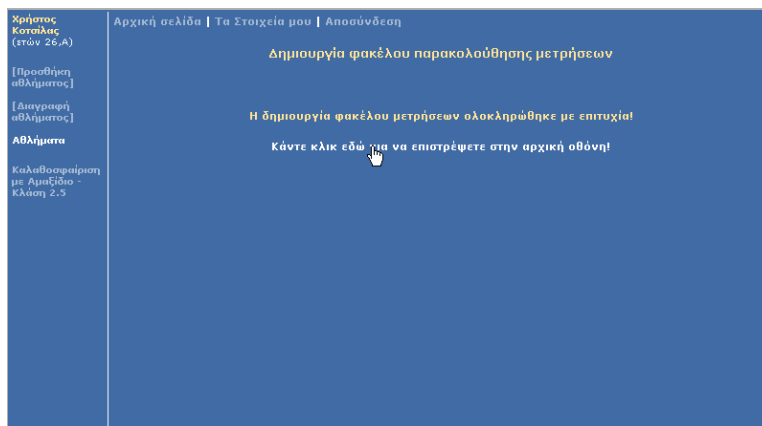 Χρήστος
Κοτσίλας
(ετών 26,Α)
[Προσθήκη
αθλήματος]
[Διαγραφή
αθλήματος]
Αθλήματα
Καλαθοσφαίριση
με Αμαξίδιο -
Κλάση 2.5
Αρχική σελίδα | Τα Στοιχεία μου | Αποσύνδεση
Δημιουργία φακέλου παρακολούθησης μετρήσεων
Η δημιουργία φακέλου μετρήσεων ολοκληρώθηκε με επιτυχία!
Κάντε κλικ εδώ για να επιστρέψετε στην αρχική οθόνη!